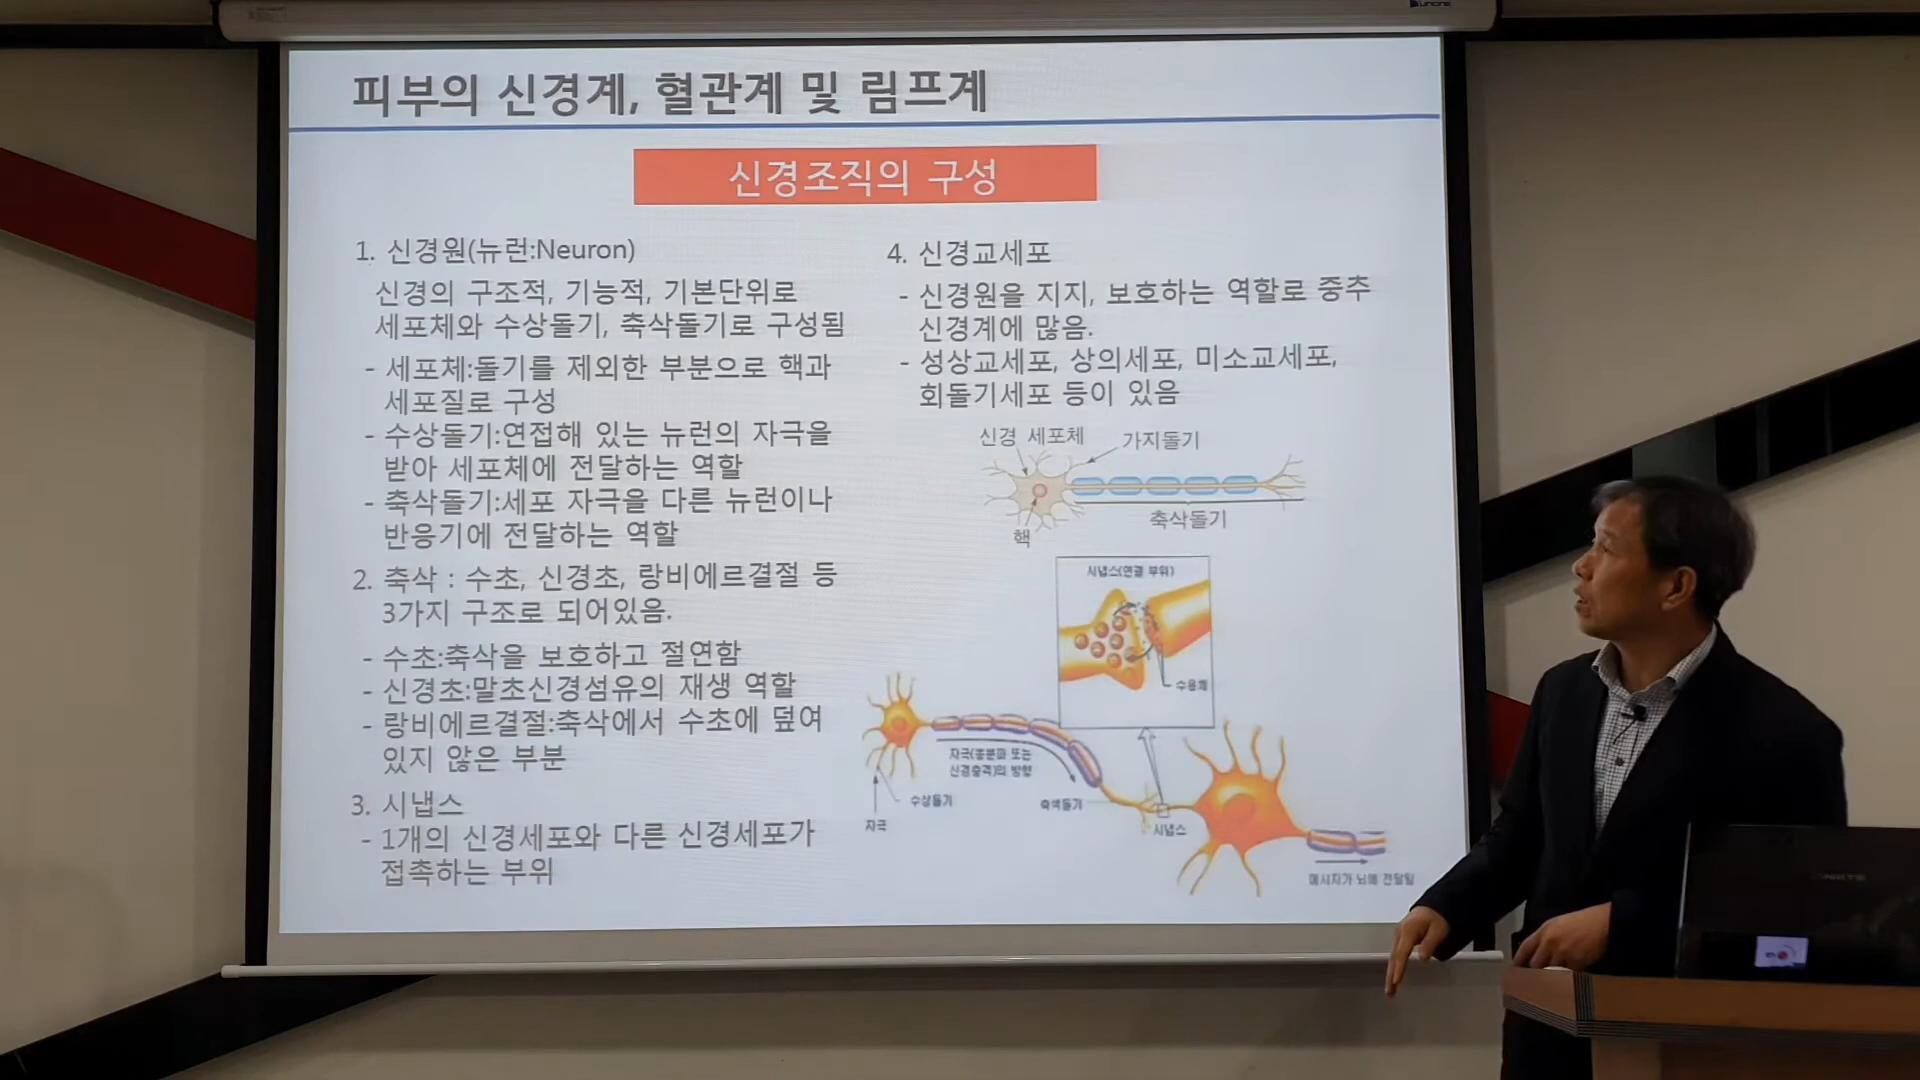 피부의 신경계, 혈관계 및 림프계
신경조직의 구성
1. 신경원(뉴런:Neuron)
신경의 구조적, 기능적, 기본단위로
세포체와 수상돌기, 축삭돌기로 구성됨
- 세포체:돌기를 제외한 부분으로 핵과
세포질로 구성
- 수상돌기:연접해 있는 뉴런의 자극을
받아 세포체에 전달하는 역할
- 축삭돌기:세포 자극을 다른 뉴런이나
반응기에 전달하는 역할
2. 축삭 : 수초, 신경초, 랑비에르결절 등
3가지 구조로 되어있음.
- 수초:축삭을 보호하고 절연함
- 신경초:말초신경섬유의 재생 역할
- 랑비에르결절:축삭에서 수초에 덮여
있지 않은 부분
3. 시냅스
- 1개의 신경세포와 다른 신경세포가
접촉하는 부위
4. 신경교세포
- 신경원을 지지, 보호하는 역할로 중추
신경계에 많음.
- 성상교세포, 상의세포, 미소교세포,
회돌기세포 등이 있음
신경 세포체
가지돌기
축삭돌기
핵
시냅스(연결 부위)
수용체
자극(흥분파 또는
신경충격)의 방향
수상돌기
축색돌기
자극
시냅스
메시지가 뇌에 전달됨